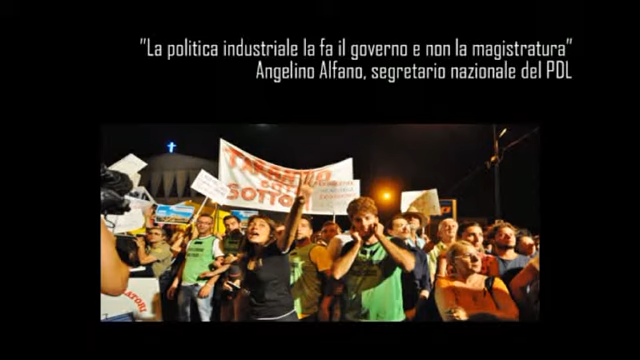 "La politica industriale la fa il governo e non la magistratura"
Angelino Alfano, segretario nazionale del PDL
TARANTO
SOTTO